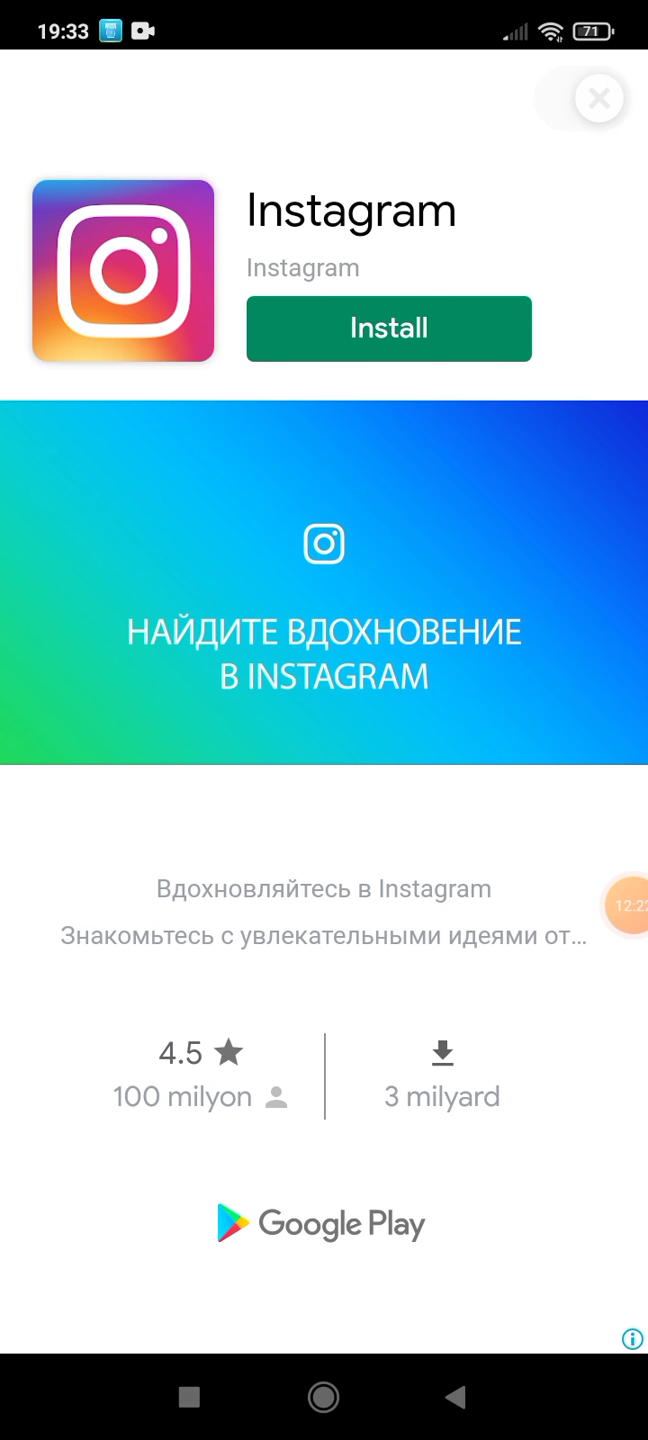 19:33
71
Instagram
Instagram
Install
НАЙДИТЕ ВДОХНОВЕНИЕ
В INSTAGRAM
Вдохновляйтесь в Instagram
12:22
Знакомьтесь с увлекательными идеями от...
4.5
100 milyon
3 milyard
Google Play